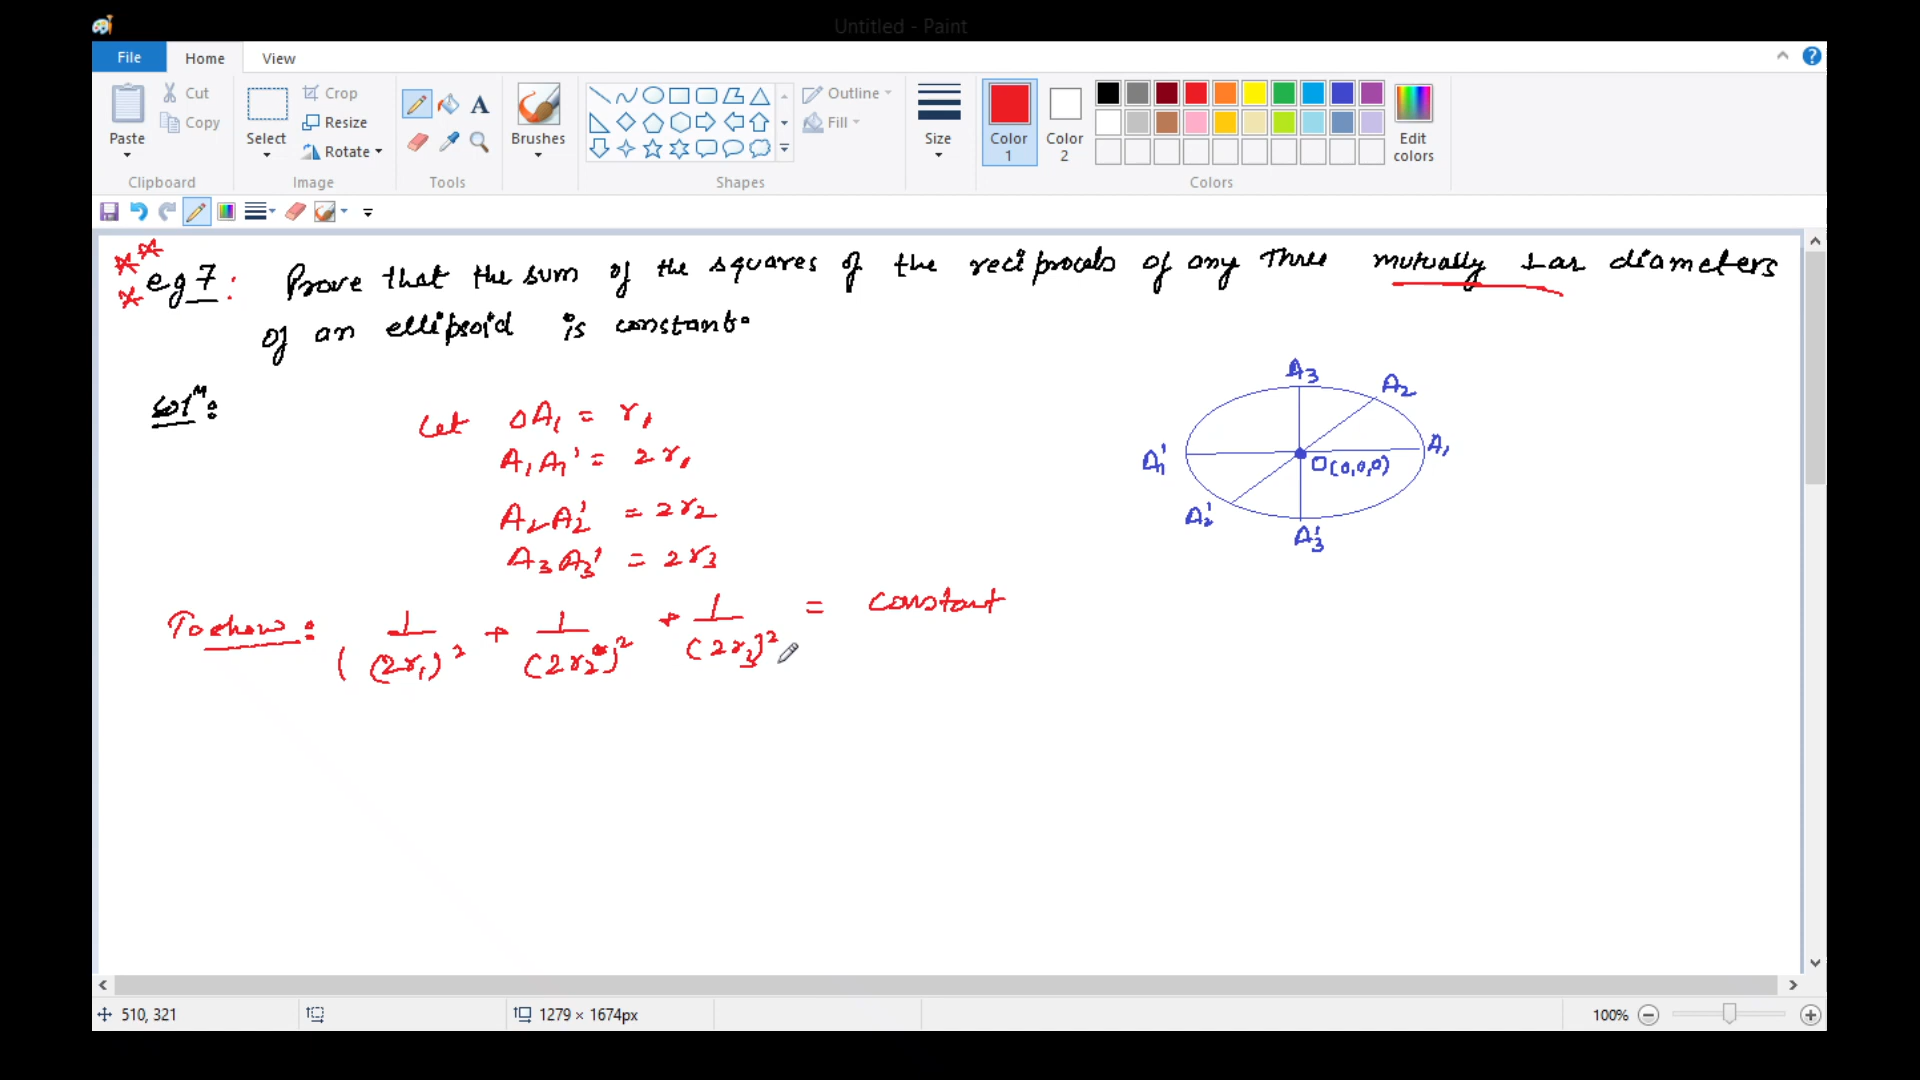 Untitled - Paint
File Home View
Cut Copy Paste Clipboard
Select Crop Resize Rotate Image
Tools
Brushes
Shapes
Outline Fill
Size
Color 1 Color 2 Edit colors
Colors
eg 7: Prove that the sum of the squares of the reciprocals of any three mutually ⊥ar diameters
of an ellipsoid is constant.
solⁿ:
Let OA₁ = r₁
A₁A₁' = 2r₁
A₂A₂' = 2r₂
A₃A₃' = 2r₃
To show: ( 1/(2r₁)² + 1/(2r₂)² + 1/(2r₃)² = constant
A₃ A₂
A₁' O(0,0,0) A₁
A₂' A₃'
510, 321 1279 × 1674px 100%